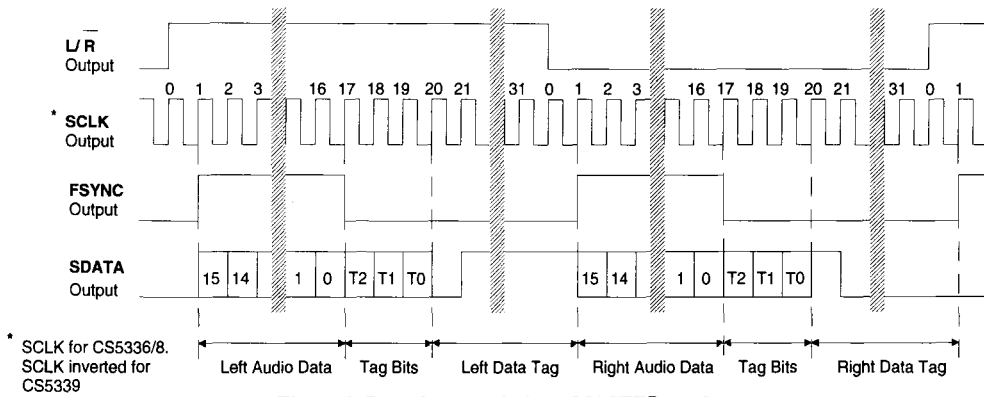 L/R
Output
0 1 2 3 16 17 18 19 20 21 31 0 1 2 3 16 17 18 19 20 21 31 0 1
* SCLK
Output
FSYNC
Output
SDATA
Output
15 14 1 0 T2 T1 T0 15 14 1 0 T2 T1 T0
* SCLK for CS5336/8.
SCLK inverted for
CS5339
Left Audio Data Tag Bits Left Data Tag Right Audio Data Tag Bits Right Data Tag